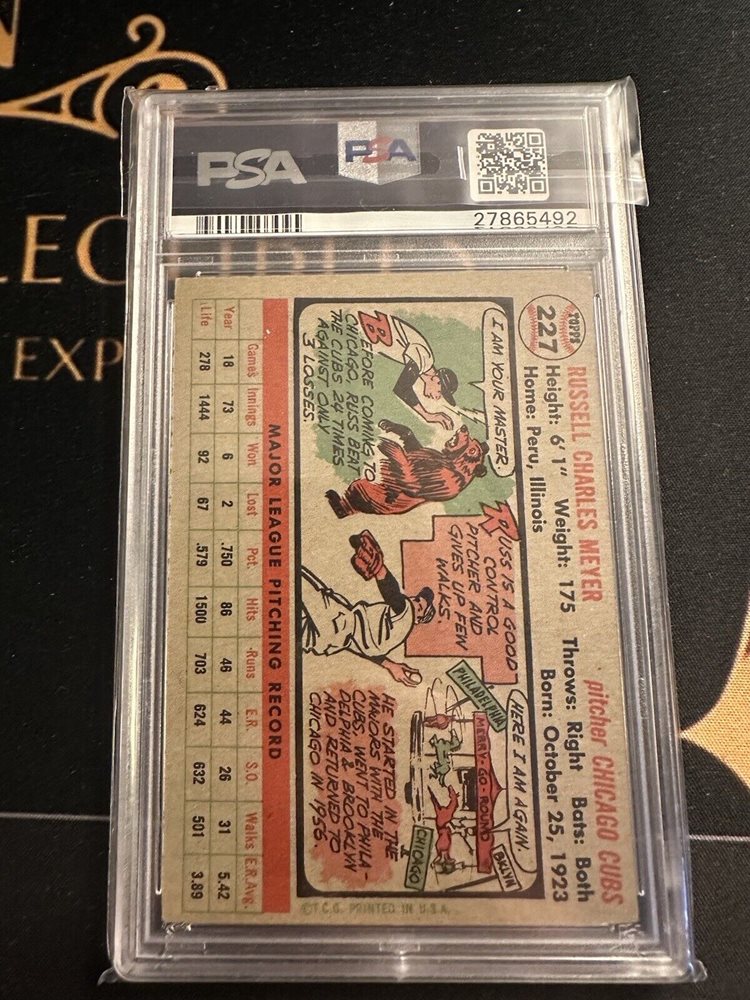 PSA
PSA
27865492
LEC
EXP
TOPPS
227
RUSSELL CHARLES MEYER
pitcher CHICAGO CUBS
Height: 6' 1" Weight: 175 Throws: Right Bats: Both
Home: Peru, Illinois
Born: October 25, 1923
I AM YOUR MASTER.
BEFORE COMING TO
CHICAGO, RUSS BEAT
THE CUBS 24 TIMES
AGAINST ONLY
3 LOSSES.
RUSS IS A GOOD
CONTROL
PITCHER AND
GIVES UP FEW
WALKS.
HERE I AM AGAIN.
PHILADELPHIA
MERRY-GO-ROUND
BKLYN
CHICAGO
HE STARTED IN THE
MAJORS WITH THE
CUBS, WENT TO PHILA-
DELPHIA & BROOKLYN
AND RETURNED TO
CHICAGO IN 1956.
MAJOR LEAGUE PITCHING RECORD
Games Innings Won Lost Pct. Hits Runs E.R. S.O. Walks E.R.Avg.
Year 18 73 6 2 .750 86 46 44 26 31 5.42
Life 278 1444 92 67 .579 1500 703 624 632 501 3.89
©T.C.G. PRINTED IN U.S.A.